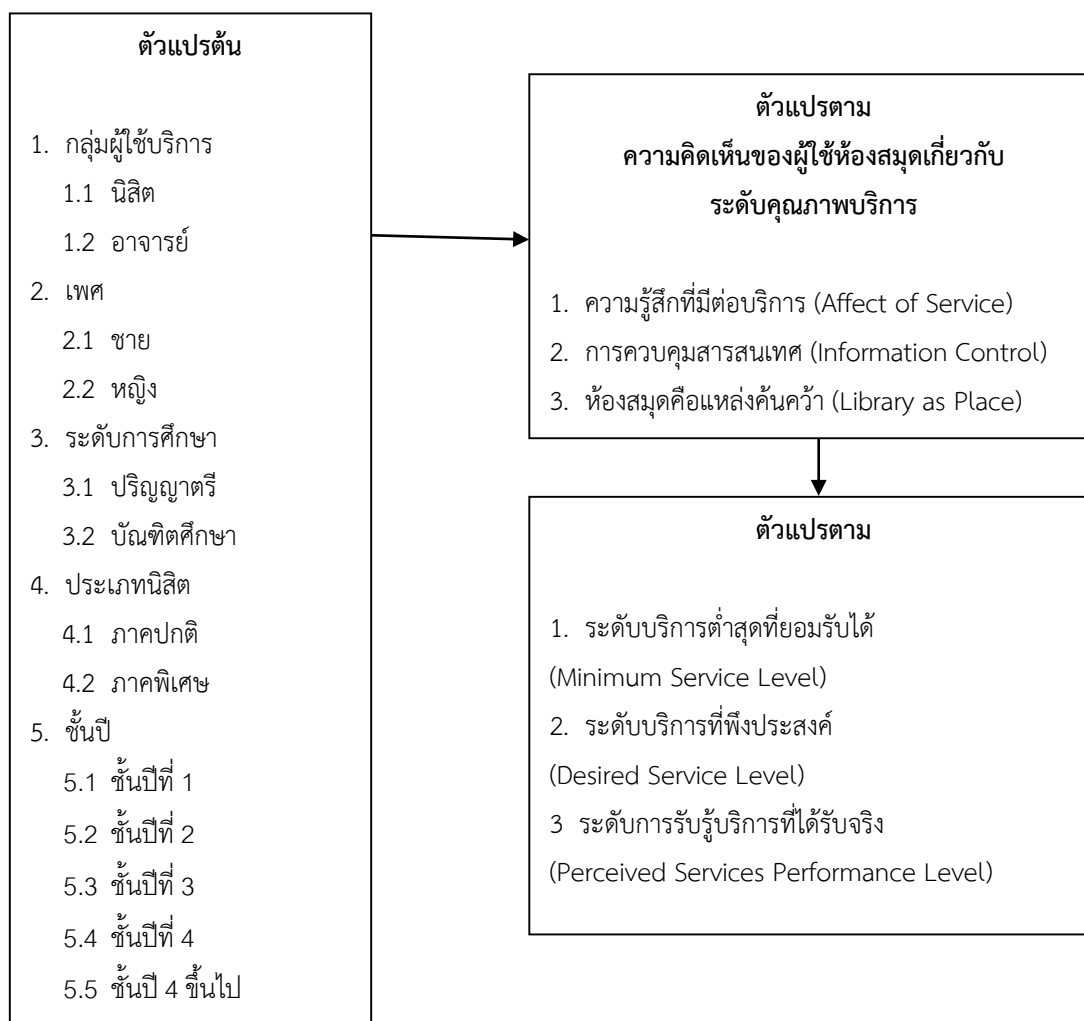 ตัวแปรต้น
1. กลุ่มผู้ใช้บริการ
1.1 นิสิต
1.2 อาจารย์
2. เพศ
2.1 ชาย
2.2 หญิง
3. ระดับการศึกษา
3.1 ปริญญาตรี
3.2 บัณฑิตศึกษา
4. ประเภทนิสิต
4.1 ภาคปกติ
4.2 ภาคพิเศษ
5. ชั้นปี
5.1 ชั้นปีที่ 1
5.2 ชั้นปีที่ 2
5.3 ชั้นปีที่ 3
5.4 ชั้นปีที่ 4
5.5 ชั้นปี 4 ขึ้นไป
ตัวแปรตาม
ความคิดเห็นของผู้ใช้ห้องสมุดเกี่ยวกับ
ระดับคุณภาพบริการ
1. ความรู้สึกที่มีต่อบริการ (Affect of Service)
2. การควบคุมสารสนเทศ (Information Control)
3. ห้องสมุดคือแหล่งค้นคว้า (Library as Place)
ตัวแปรตาม
1. ระดับบริการต่ำสุดที่ยอมรับได้
(Minimum Service Level)
2. ระดับบริการที่พึงประสงค์
(Desired Service Level)
3 ระดับการรับรู้บริการที่ได้รับจริง
(Perceived Services Performance Level)